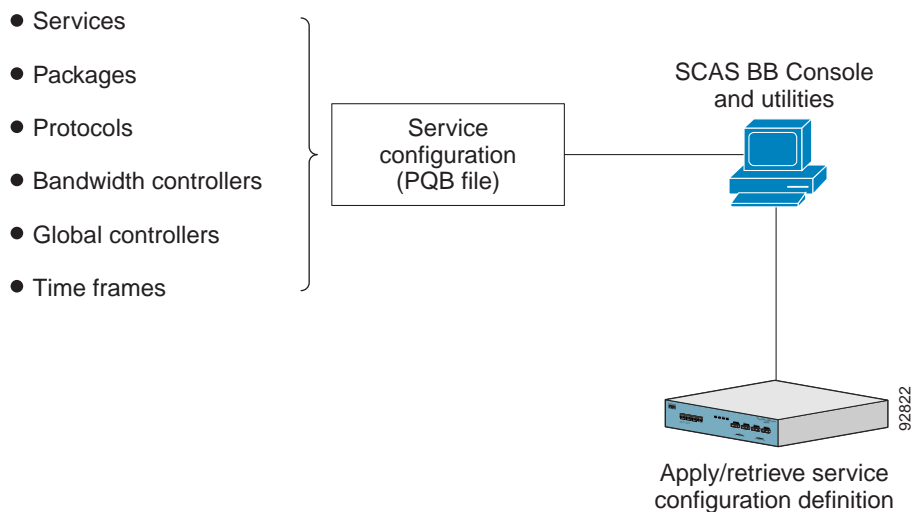 ● Services
● Packages
● Protocols
● Bandwidth controllers
● Global controllers
● Time frames
Service
configuration
(PQB file)
SCAS BB Console
and utilities
92822
Apply/retrieve service
configuration definition